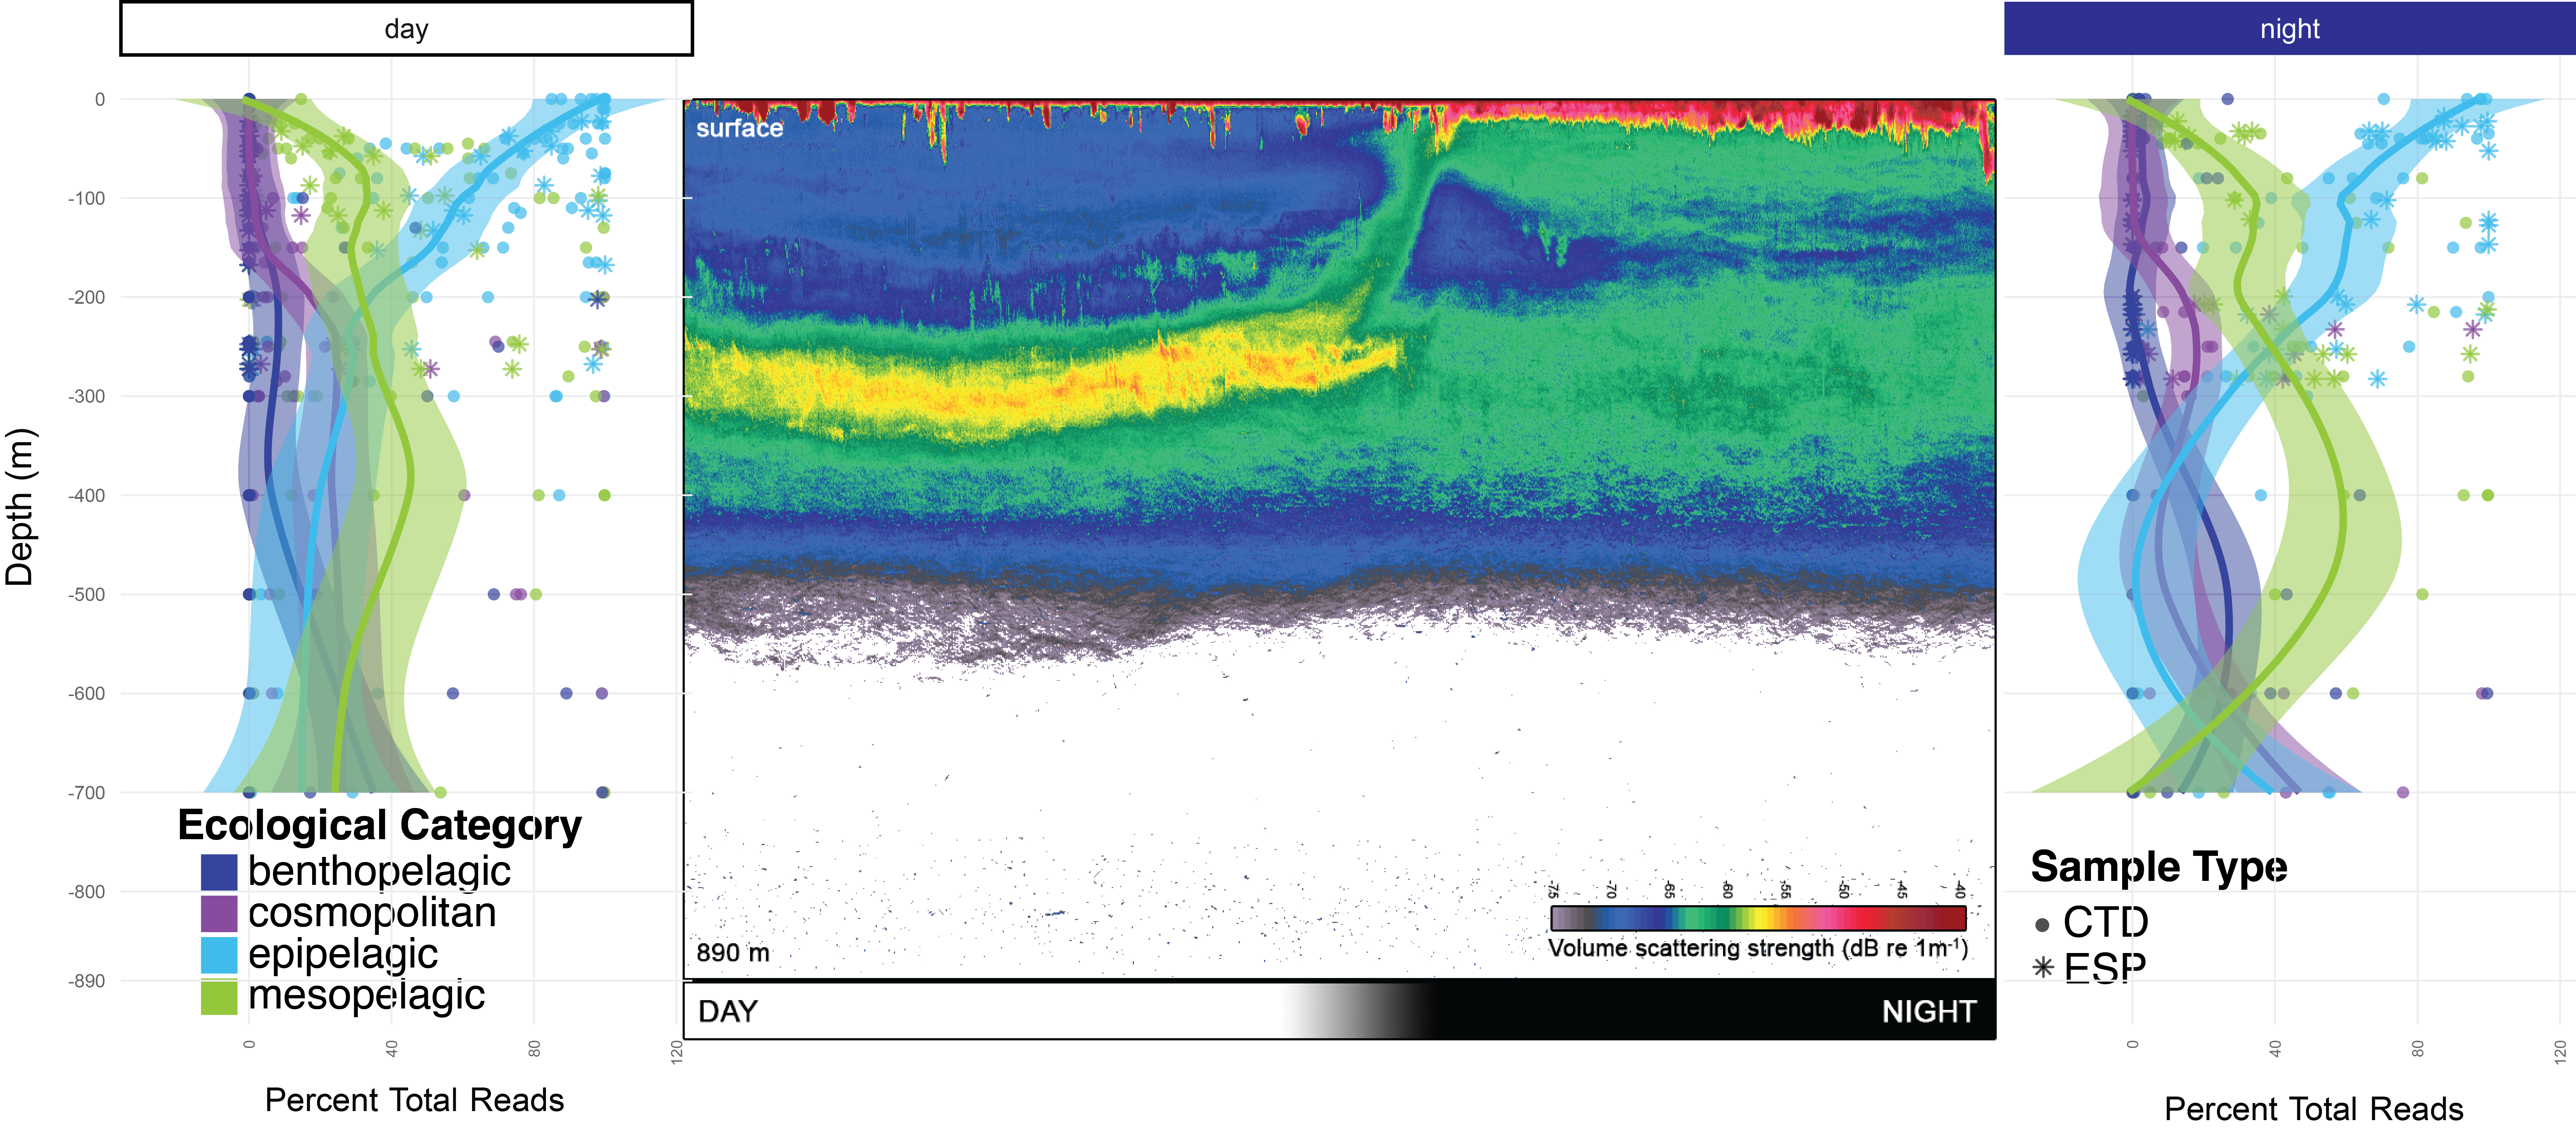 day
night
0
-100
-200
-300
-400
-500
-600
-700
-800
-890
Depth (m)
surface
890 m
-75 -70 -65 -60 -55 -50 -45 -40
Volume scattering strength (dB re 1m-1)
DAY
NIGHT
Ecological Category
benthopelagic
cosmopolitan
epipelagic
mesopelagic
0 40 80 120
Percent Total Reads
Sample Type
CTD
ESP
0 40 80 120
Percent Total Reads